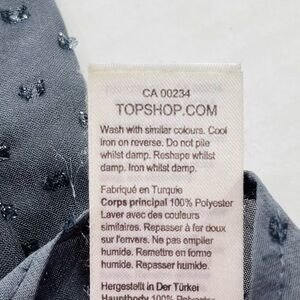 CA 00234
TOPSHOP.COM
Wash with similar colours. Cool
iron on reverse. Do not pile
whilst damp. Reshape whilst
damp. Iron whilst damp.
Fabriqué en Turquie
Corps principal 100% Polyester
Laver avec des couleurs
similaires. Repasser à fer doux
sur l'envers. Ne pas empiler
humide. Remettre en forme
humide. Repasser humide.
Hergestellt in Der Türkei
Hauptbody 100% Polyester